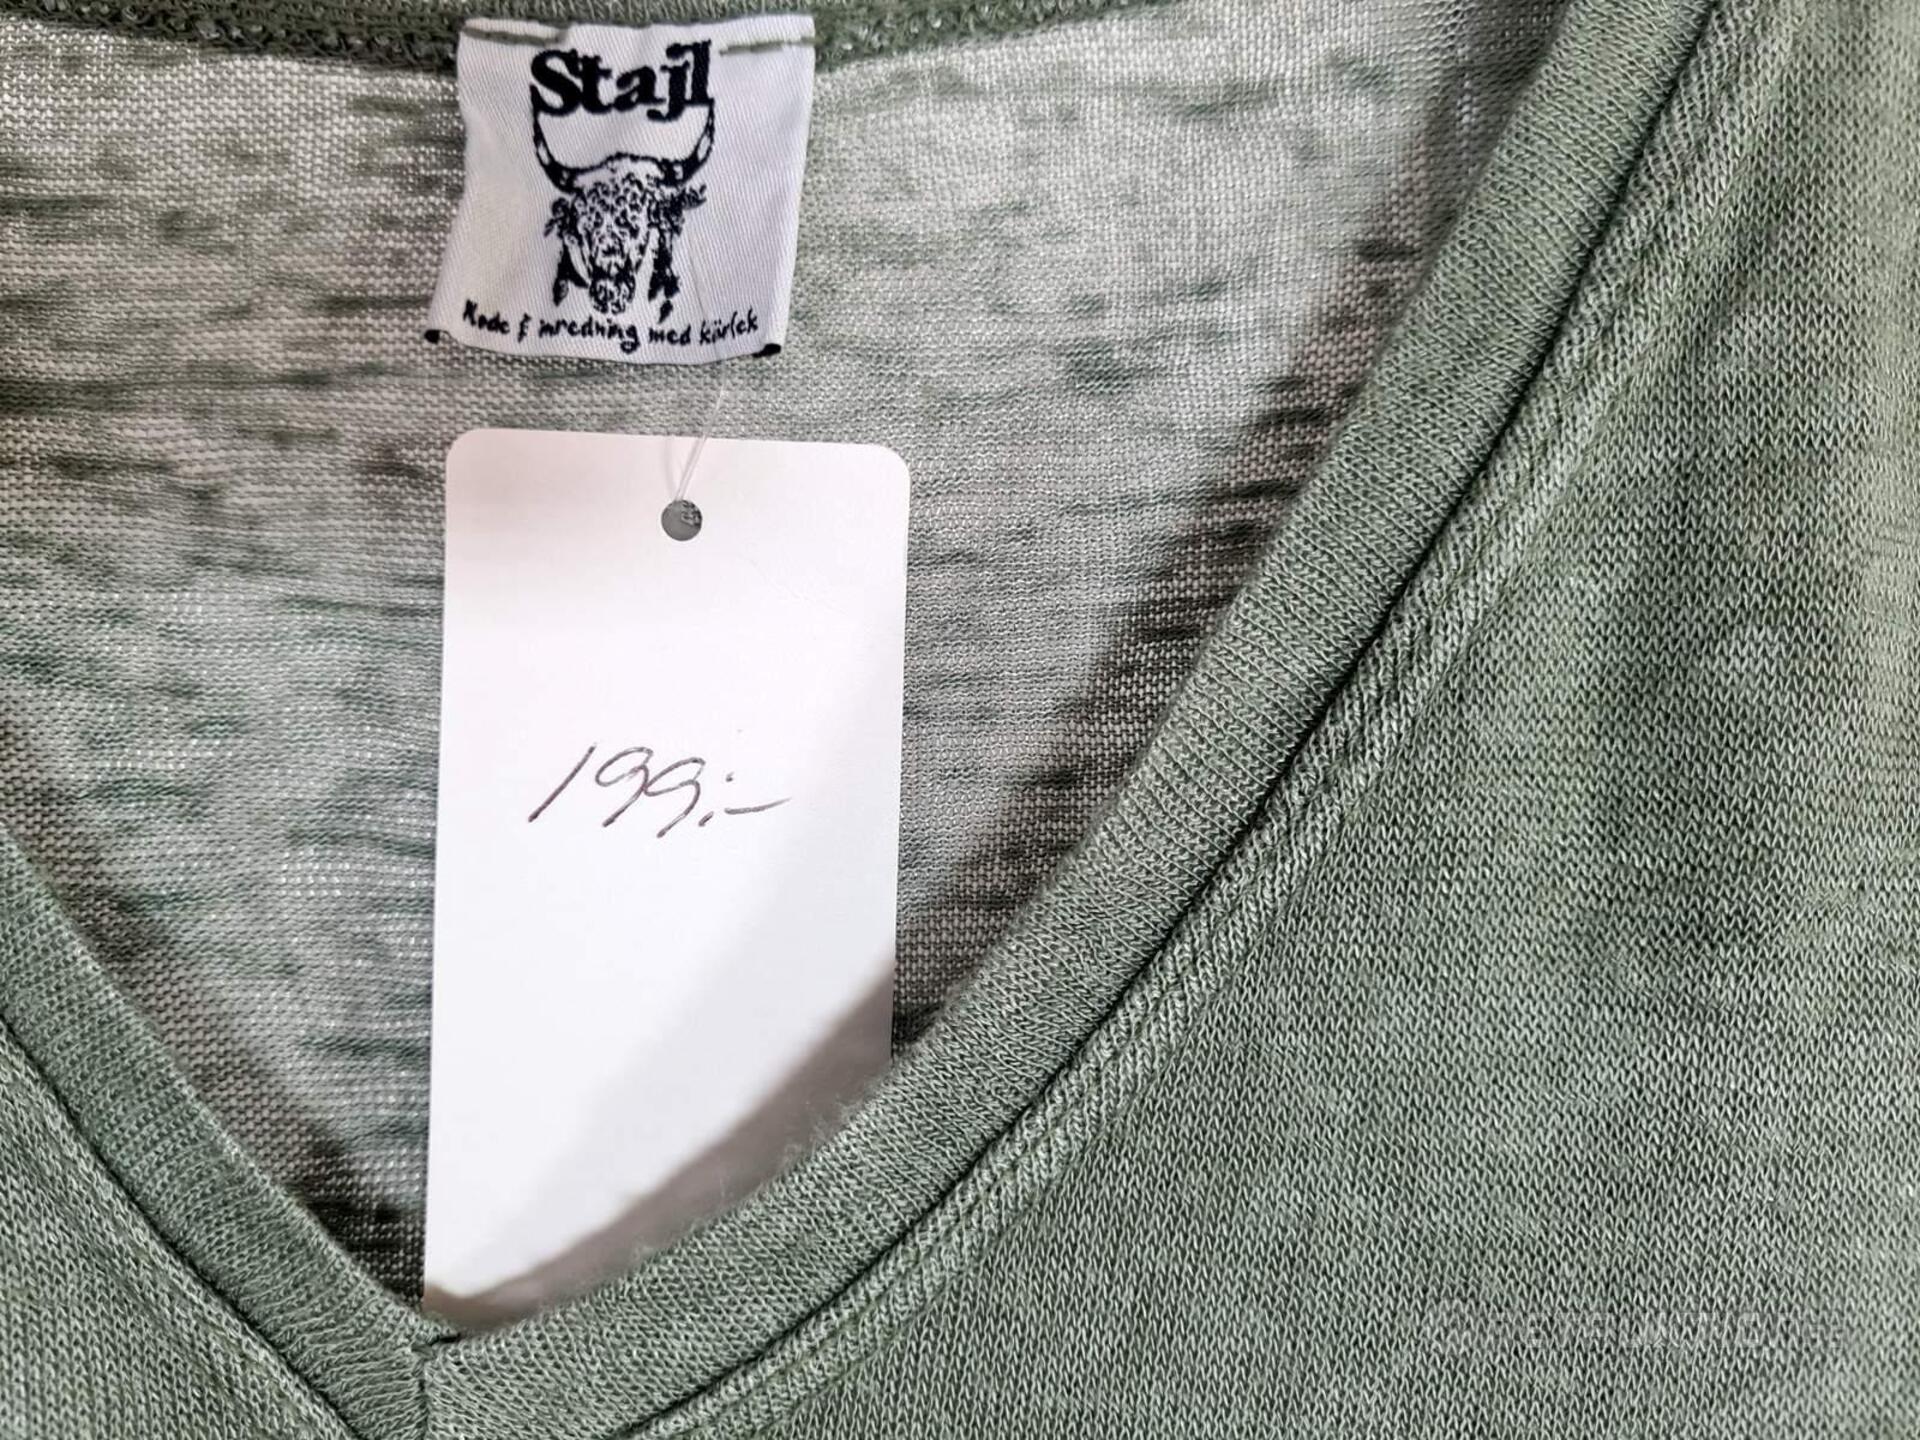 Stajl
Mode & inredning med kärlek
199:-